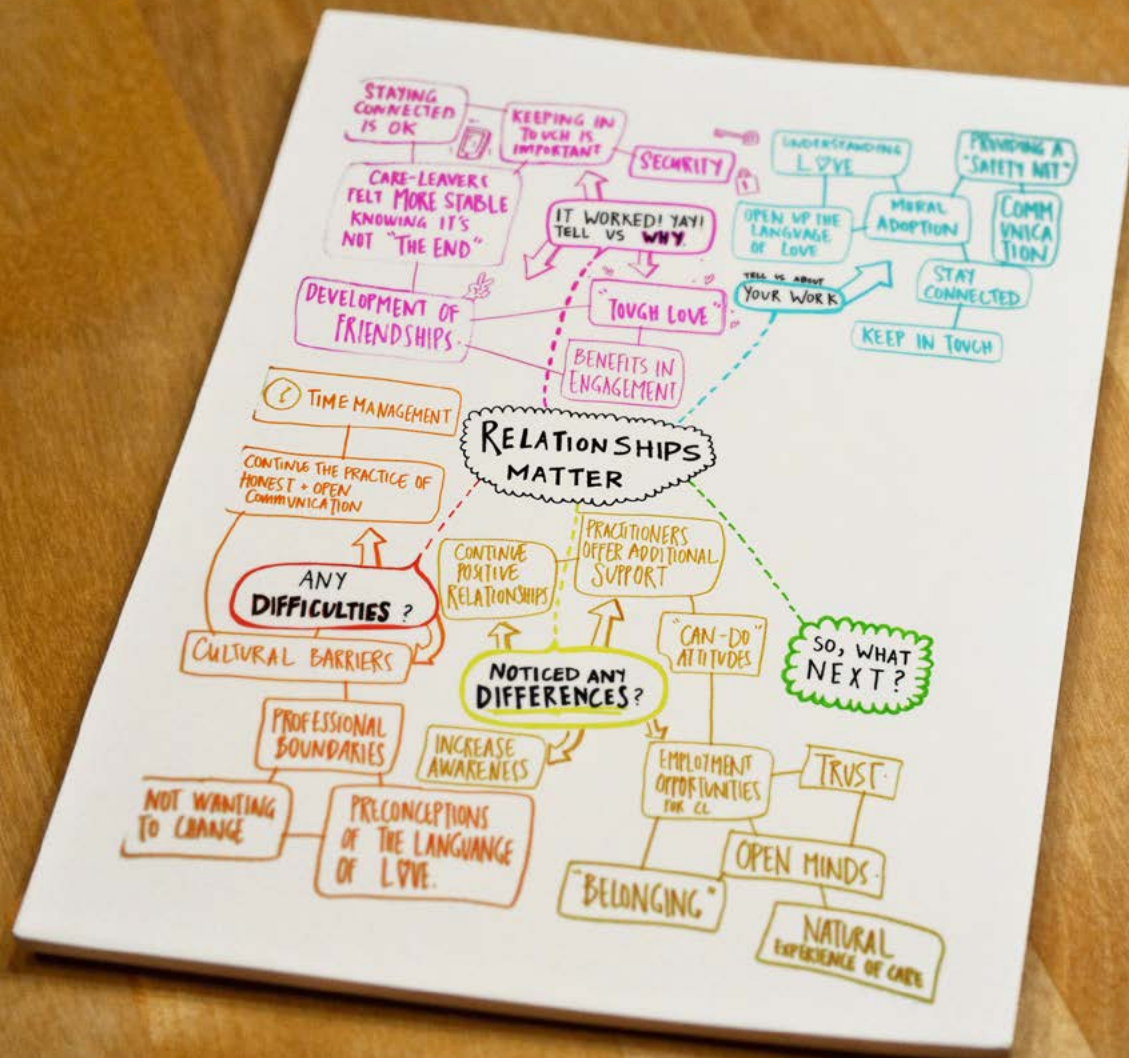 STAYING
CONNECTED
IS OK
KEEPING IN
TOUCH IS
IMPORTANT
SECURITY
CARE-LEAVERS
FELT MORE STABLE
KNOWING IT'S
NOT "THE END"
IT WORKED! YAY!
TELL US WHY.
DEVELOPMENT OF
FRIENDSHIPS.
"TOUGH LOVE"
BENEFITS IN
ENGAGEMENT
UNDERSTANDING
LOVE
PROVIDING A
"SAFETY NET"
OPEN UP THE
LANGUAGE
OF LOVE
MORAL
ADOPTION
COMM
UNICA
TION
TELL US ABOUT
YOUR WORK
STAY
CONNECTED
KEEP IN TOUCH
RELATIONSHIPS
MATTER
TIME MANAGEMENT
CONTINUE THE PRACTICE OF
HONEST + OPEN
COMMUNICATION
ANY
DIFFICULTIES?
CULTURAL BARRIERS
PROFESSIONAL
BOUNDARIES
NOT WANTING
TO CHANGE
PRECONCEPTIONS
OF THE LANGUANGE
OF LOVE.
CONTINUE
POSITIVE
RELATIONSHIPS
PRACTITIONERS
OFFER ADDITIONAL
SUPPORT
"CAN-DO"
ATTITUDES
NOTICED ANY
DIFFERENCES?
INCREASE
AWARENESS
EMPLOYMENT
OPPORTUNITIES
FOR CL
TRUST.
OPEN MINDS.
"BELONGING"
NATURAL
EXPERIENCE OF CARE
SO, WHAT
NEXT?